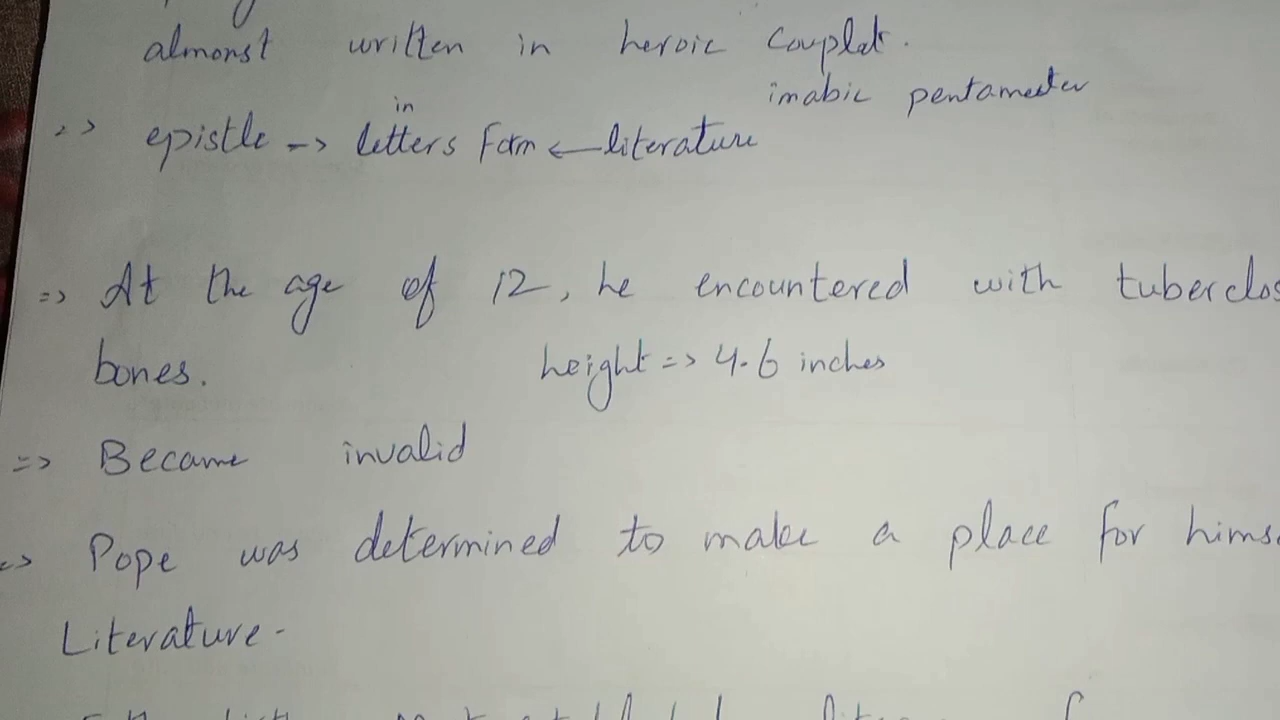 almonst written in heroic couplet.
imabic pentameter
=> epistle -> in letters form <- literature
=> At the age of 12, he encountered with tuberclos
bones. height => 4.6 inches
=> Became invalid
=> Pope was determined to make a place for hims
Literature-